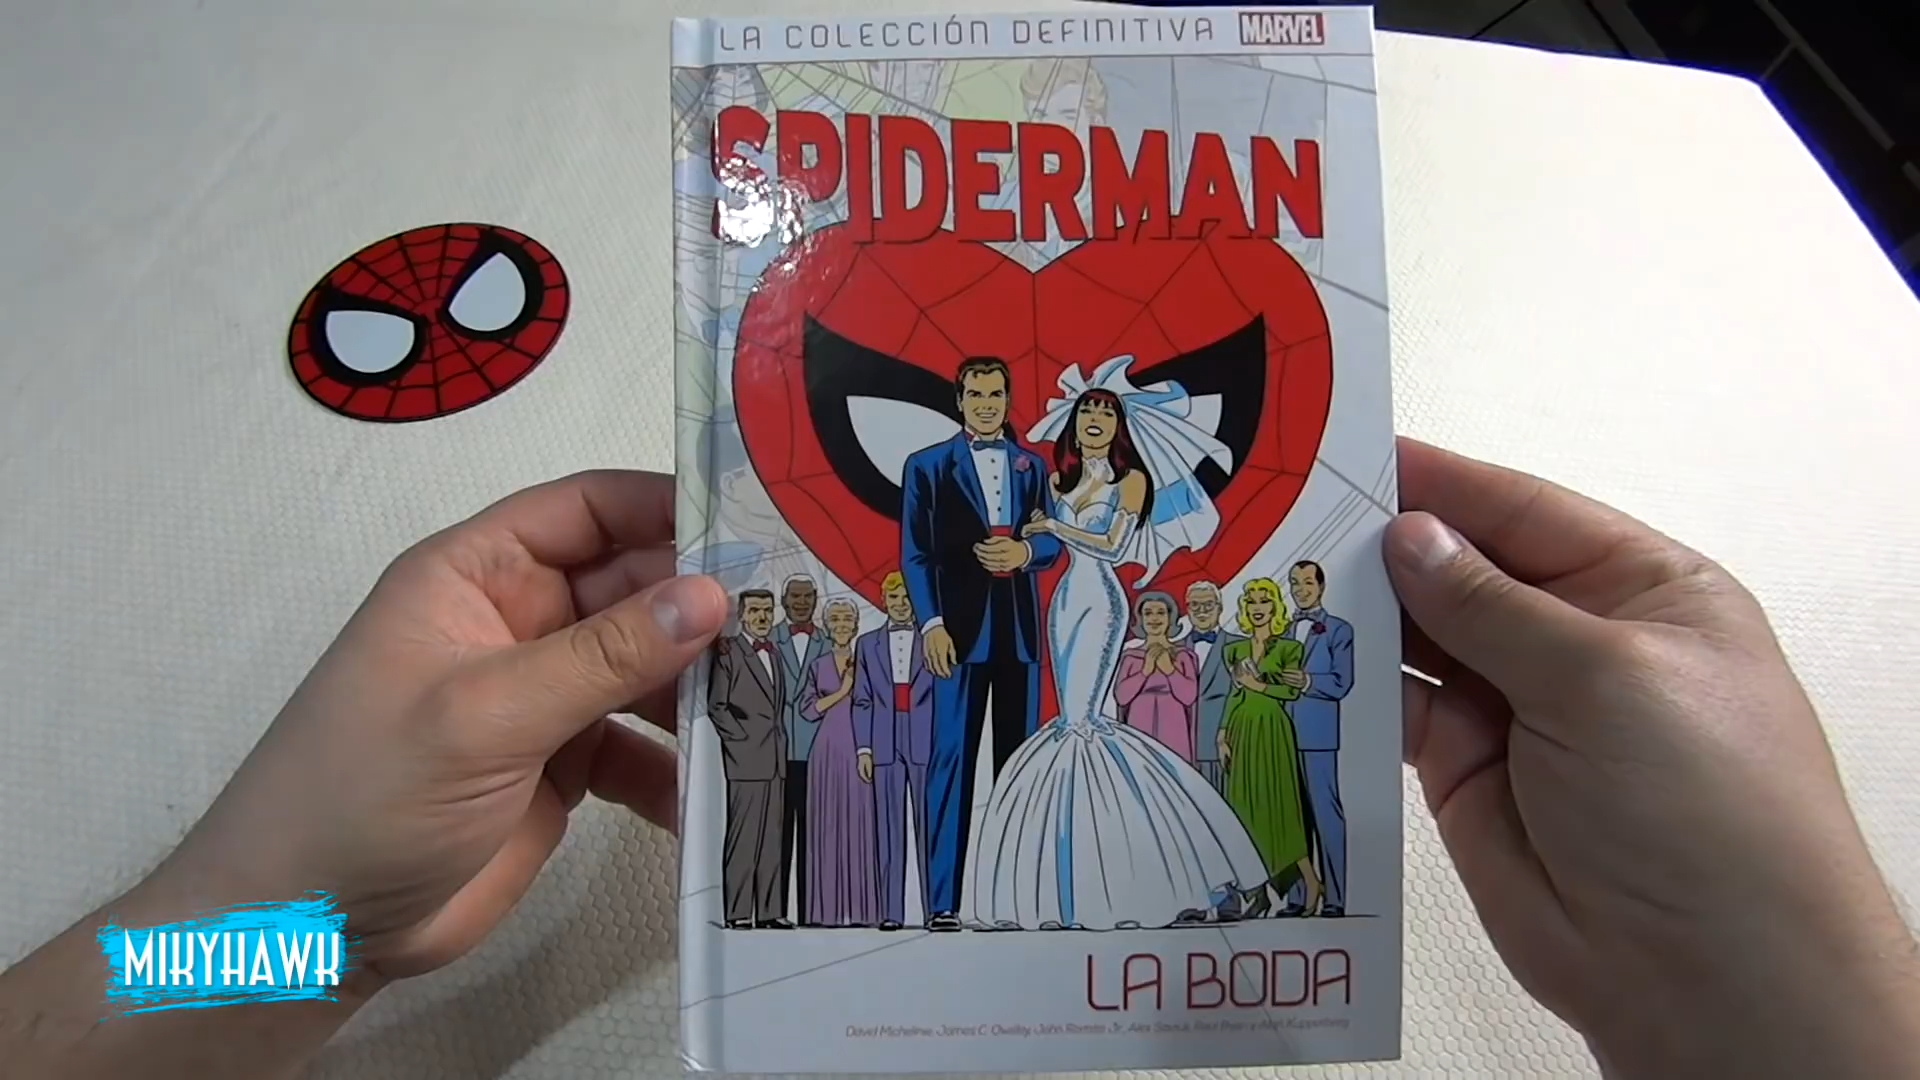 LA COLECCIÓN DEFINITIVA MARVEL
SPIDERMAN
LA BODA
David Michelinie, James C. Owsley, John Romita Jr., Alex Saviuk, Paul Ryan y Alan Kupperberg
MIKYHAWK